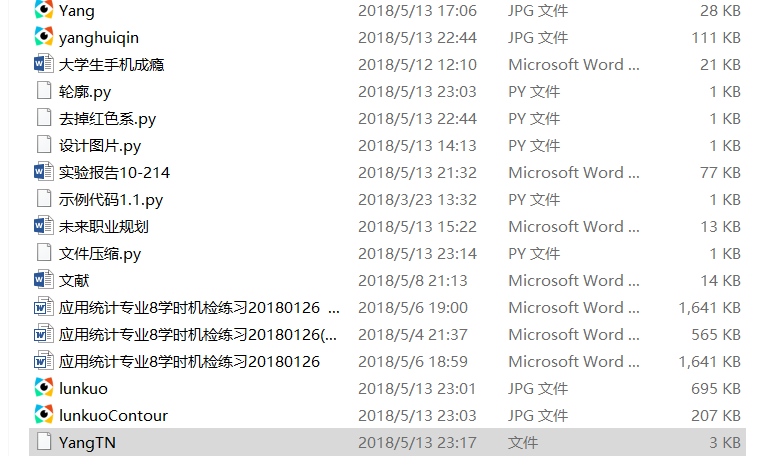 Yang 2018/5/13 17:06 JPG 文件 28 KB
yanghuiqin 2018/5/13 22:44 JPG 文件 111 KB
大学生手机成瘾 2018/5/12 12:10 Microsoft Word ... 21 KB
轮廓.py 2018/5/13 23:03 PY 文件 1 KB
去掉红色系.py 2018/5/13 22:44 PY 文件 1 KB
设计图片.py 2018/5/13 14:13 PY 文件 1 KB
实验报告10-214 2018/5/13 21:32 Microsoft Word ... 77 KB
示例代码1.1.py 2018/3/23 13:32 PY 文件 1 KB
未来职业规划 2018/5/13 15:22 Microsoft Word ... 13 KB
文件压缩.py 2018/5/13 23:14 PY 文件 1 KB
文献 2018/5/8 21:13 Microsoft Word ... 14 KB
应用统计专业8学时机检练习20180126 ... 2018/5/6 19:00 Microsoft Word ... 1,641 KB
应用统计专业8学时机检练习20180126(... 2018/5/4 21:37 Microsoft Word ... 565 KB
应用统计专业8学时机检练习20180126 2018/5/6 18:59 Microsoft Word ... 1,641 KB
lunkuo 2018/5/13 23:01 JPG 文件 695 KB
lunkuoContour 2018/5/13 23:03 JPG 文件 207 KB
YangTN 2018/5/13 23:17 文件 3 KB